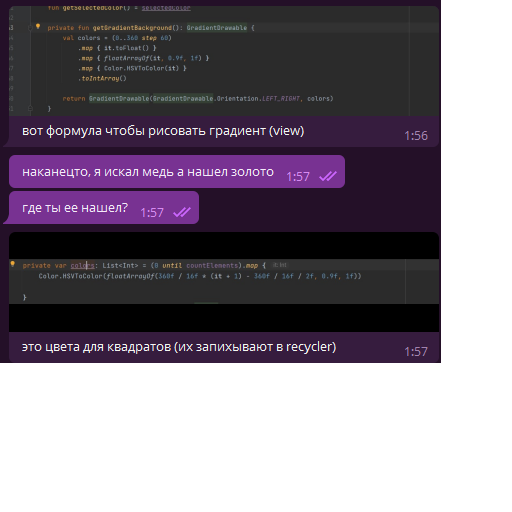 fun getSelectedColor() = selectedColor
private fun getGradientBackground(): GradientDrawable {
val colors = (0..360 step 60)
.map { it.toFloat() }
.map { floatArrayOf(it, 0.9f, 1f) }
.map { Color.HSVToColor(it) }
.toIntArray()
return GradientDrawable(GradientDrawable.Orientation.LEFT_RIGHT, colors)
}
вот формула чтобы рисовать градиент (view)
1:56
наканецто, я искал медь а нашел золото 1:57
где ты ее нашел? 1:57
private var colors: List<Int> = (0 until countElements).map {
Color.HSVToColor(floatArrayOf(360f / 16f * (it + 1) - 360f / 16f / 2f, 0.9f, 1f))
}
это цвета для квадратов (их запихывают в recycler)
1:57